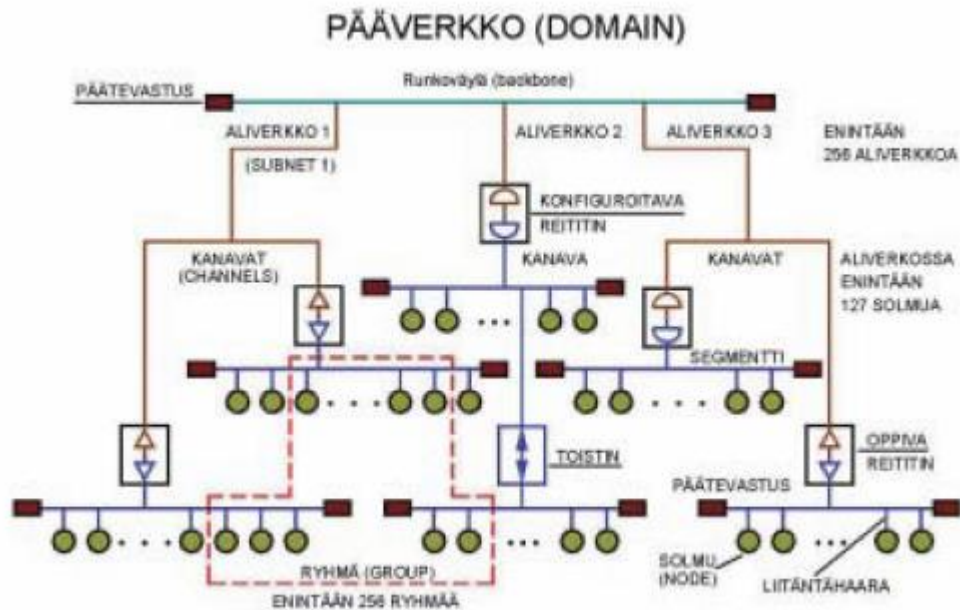 PÄÄVERKKO (DOMAIN)
Runkoväylä (backbone)
PÄÄTEVASTUS
ALIVERKKO 1
(SUBNET 1)
ALIVERKKO 2
ALIVERKKO 3
ENINTÄÄN
256 ALIVERKKOA
KONFIGUROITAVA
REITITIN
KANAVAT
(CHANNELS)
KANAVA
KANAVAT
ALIVERKOSSA
ENINTÄÄN
127 SOLMUA
SEGMENTTI
TOISTIN
OPPIVA
REITITIN
PÄÄTEVASTUS
SOLMU
(NODE)
LIITÄNTÄHAARA
RYHMÄ (GROUP)
ENINTÄÄN 256 RYHMÄÄ